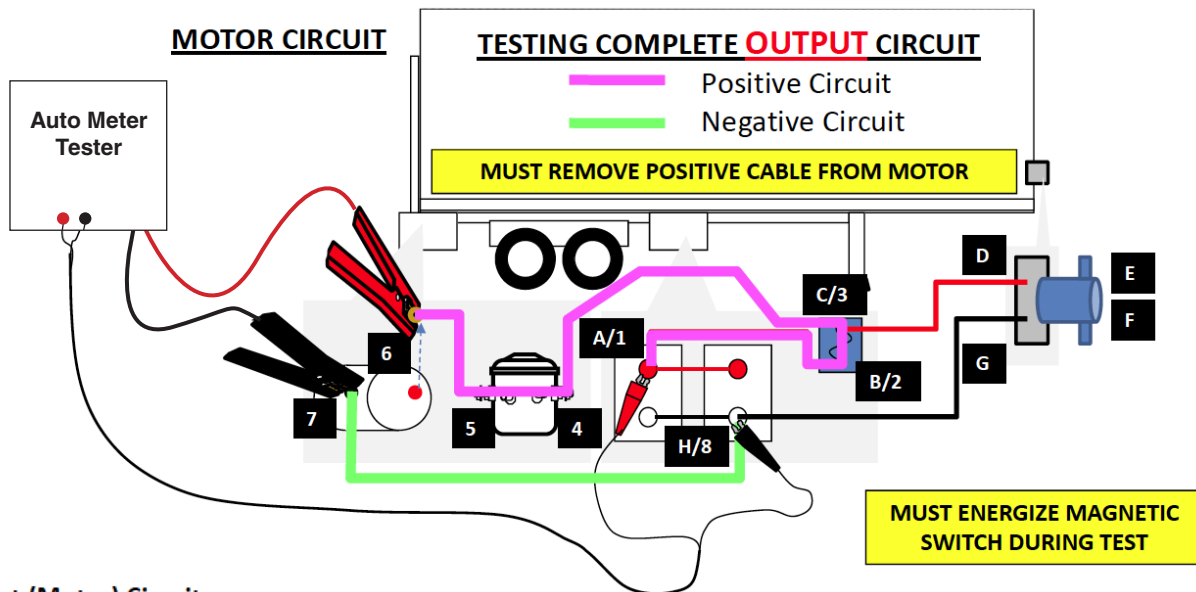 MOTOR CIRCUIT
TESTING COMPLETE OUTPUT CIRCUIT
Positive Circuit
Negative Circuit
MUST REMOVE POSITIVE CABLE FROM MOTOR
Auto Meter
Tester
D
E
C/3
F
A/1
6
B/2
G
7
5
4
H/8
MUST ENERGIZE MAGNETIC
SWITCH DURING TEST